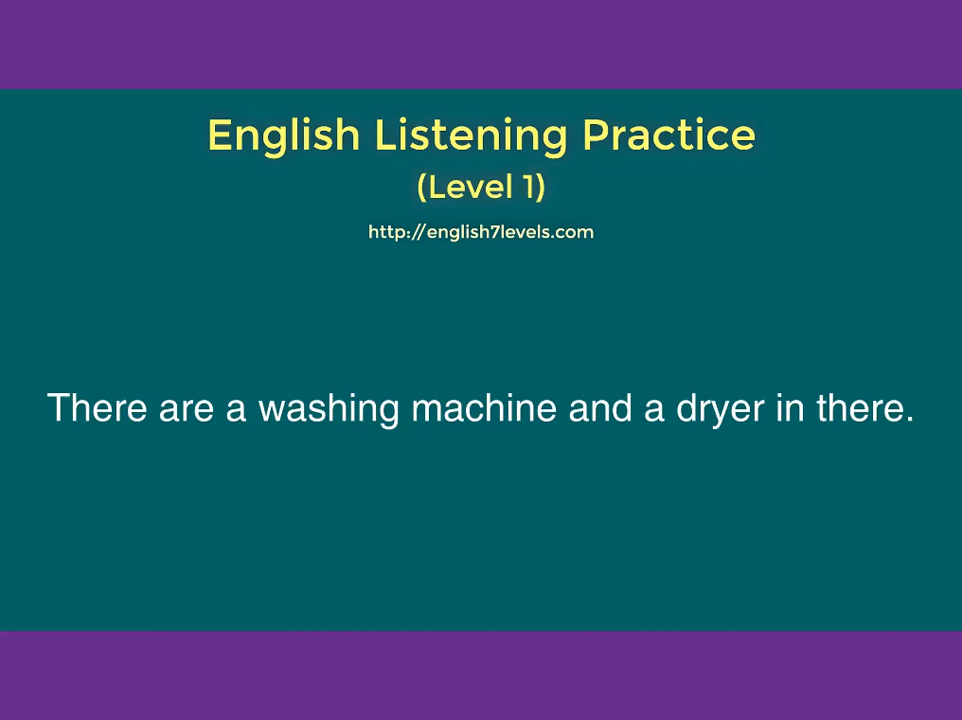 English Listening Practice
(Level 1)
http://english7levels.com
There are a washing machine and a dryer in there.